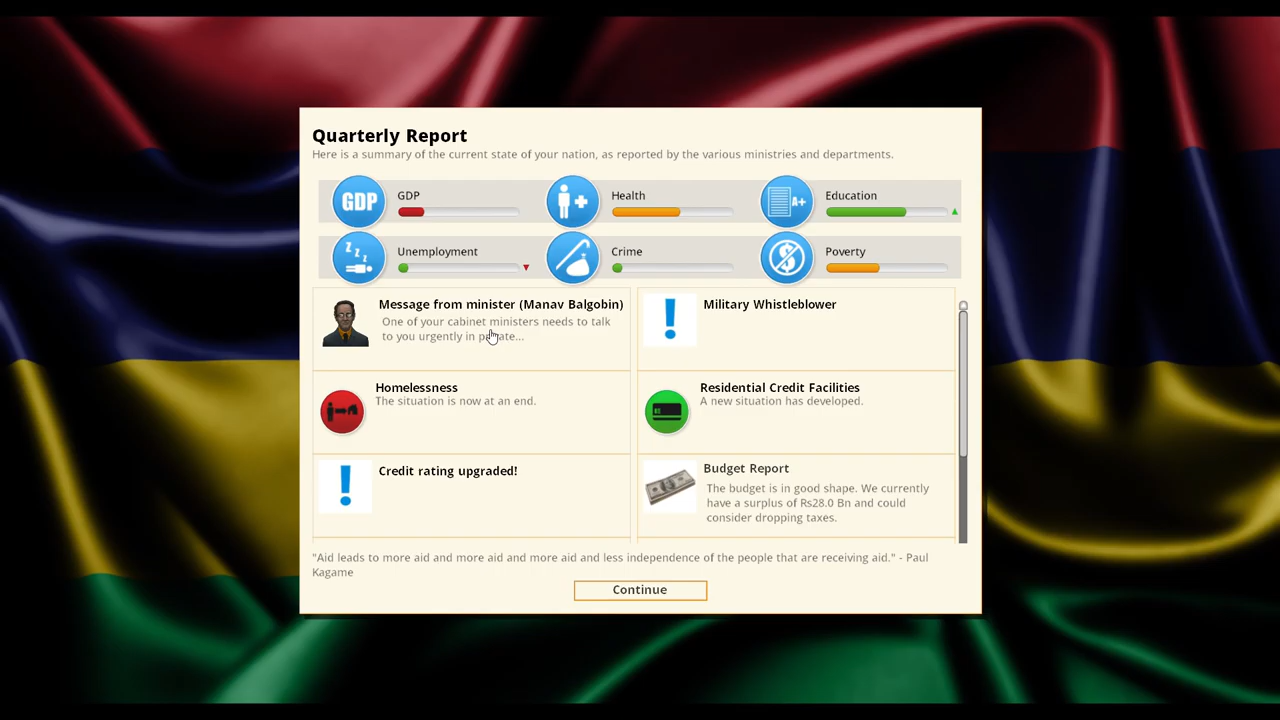 Quarterly Report
Here is a summary of the current state of your nation, as reported by the various ministries and departments.
GDP
GDP
Health
A+
Education
z z z
Unemployment
Crime
Poverty
Message from minister (Manav Balgobin)
One of your cabinet ministers needs to talk
to you urgently in private...
!
Military Whistleblower
Homelessness
The situation is now at an end.
Residential Credit Facilities
A new situation has developed.
!
Credit rating upgraded!
Budget Report
The budget is in good shape. We currently
have a surplus of Rs28.0 Bn and could
consider dropping taxes.
"Aid leads to more aid and more aid and more aid and less independence of the people that are receiving aid." - Paul
Kagame
Continue